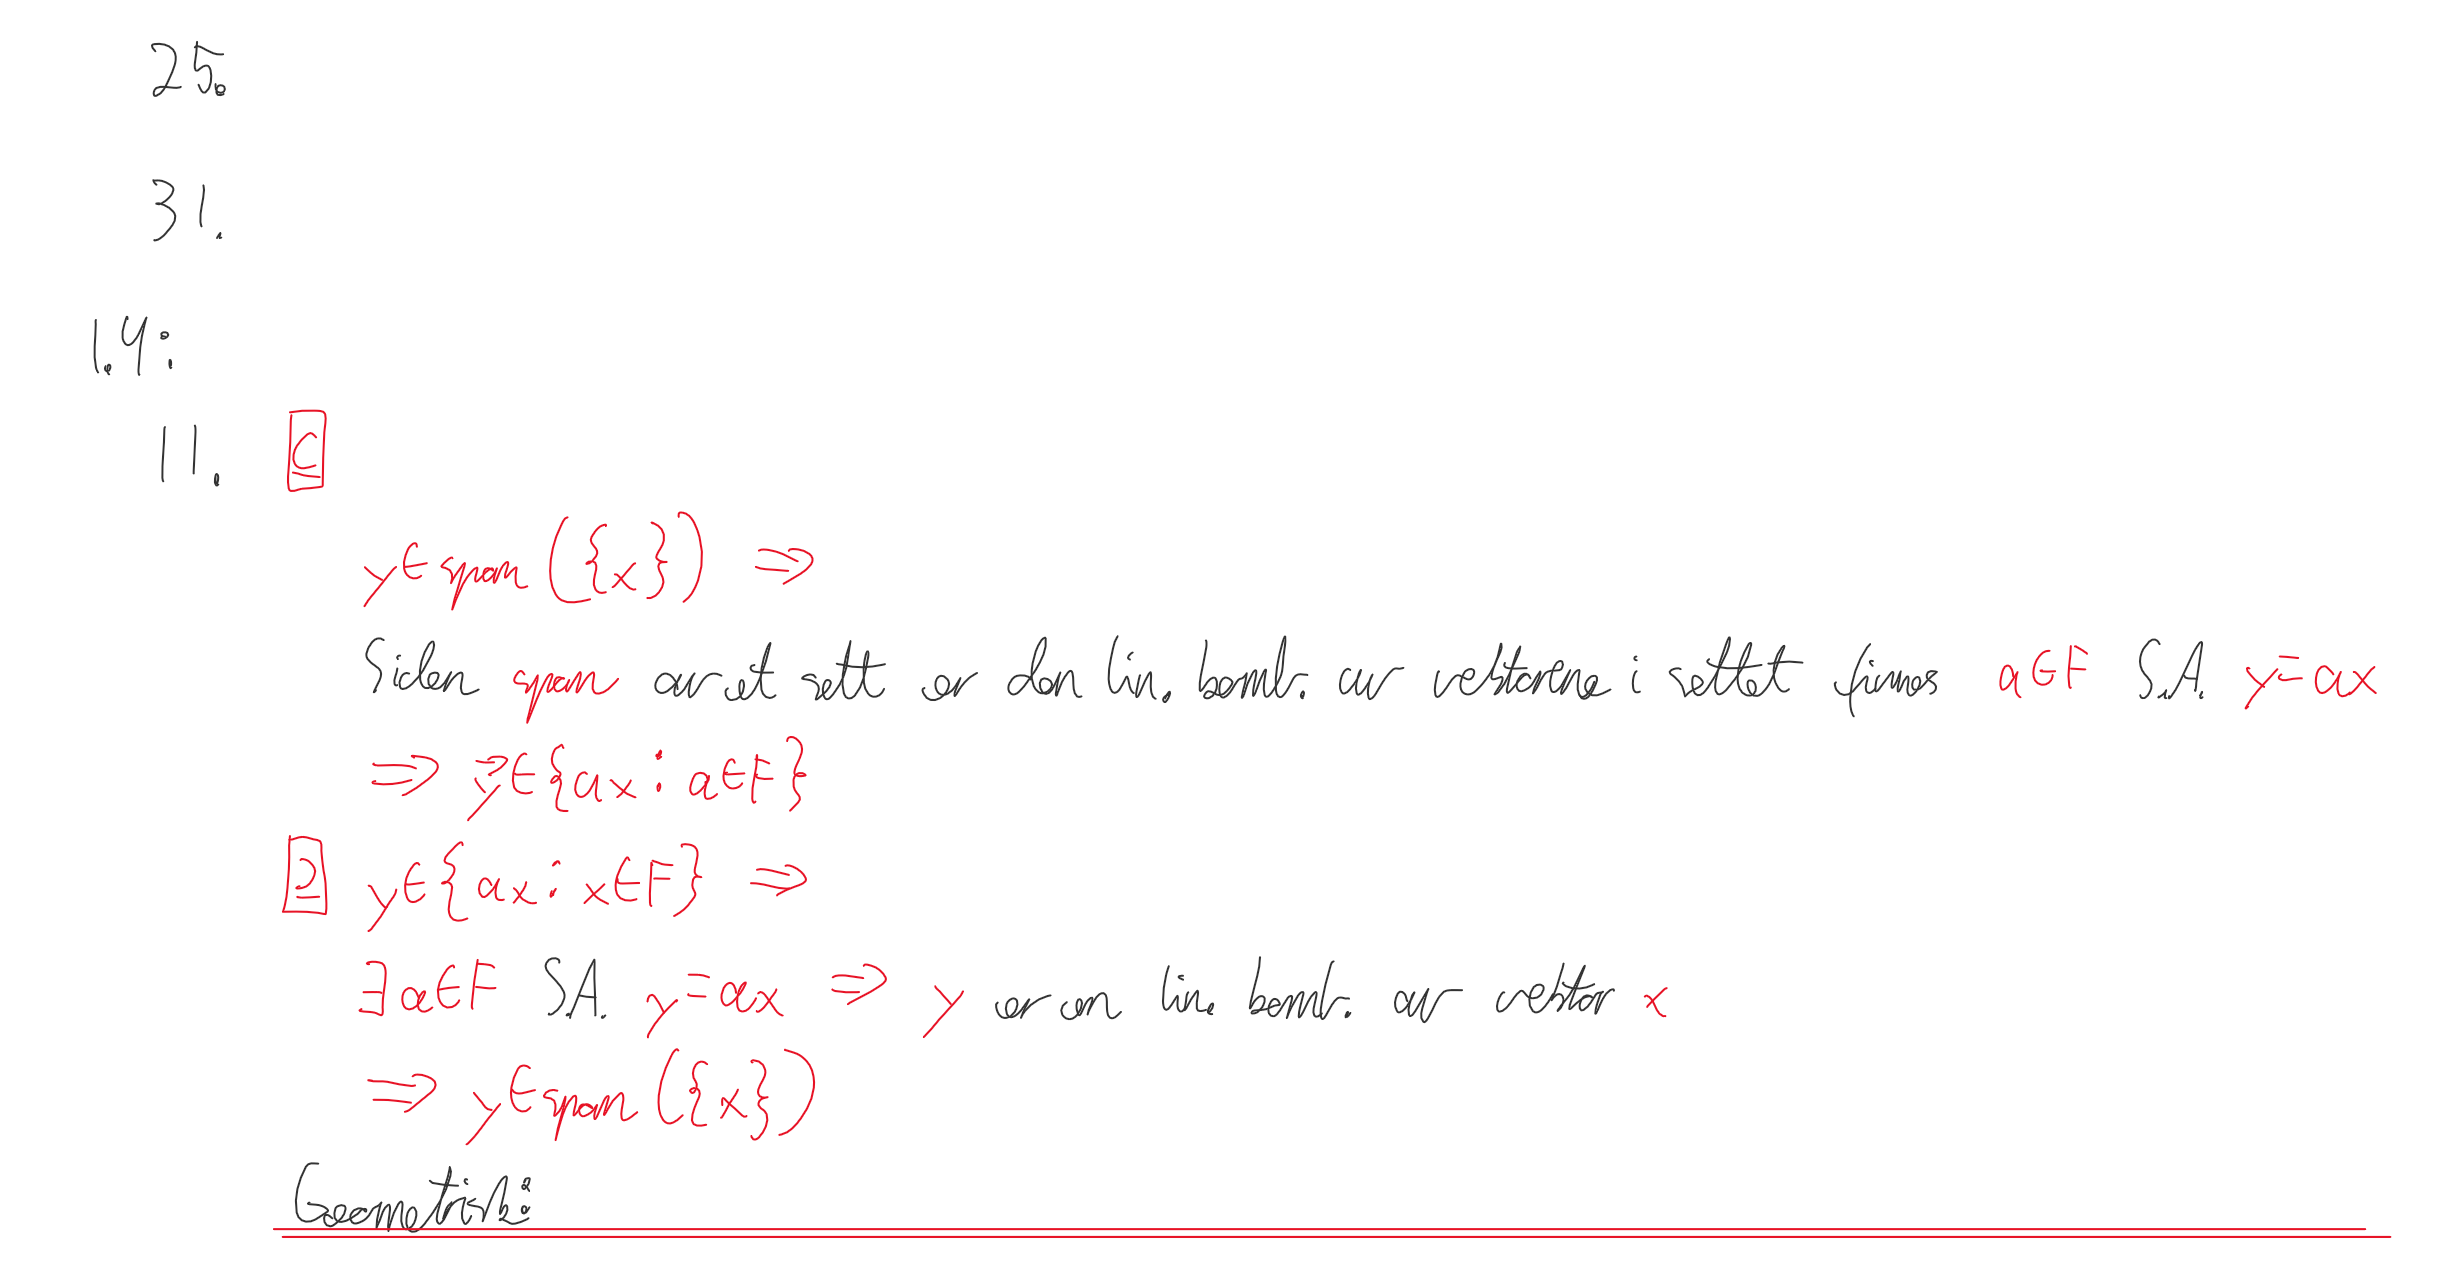 25.
31.
1.4:
11. ⊆
y∈span({x}) ⇒
Siden span av et sett er den lin. komb. av vektorene i settet finnes a∈F S.A. y=ax
⇒ y∈{ax : a∈F}
⊇ y∈{ax : x∈F} ⇒
∃a∈F S.A. y=ax ⇒ y er en lin. komb. av vektor x
⇒ y∈span({x})
Geometrisk: